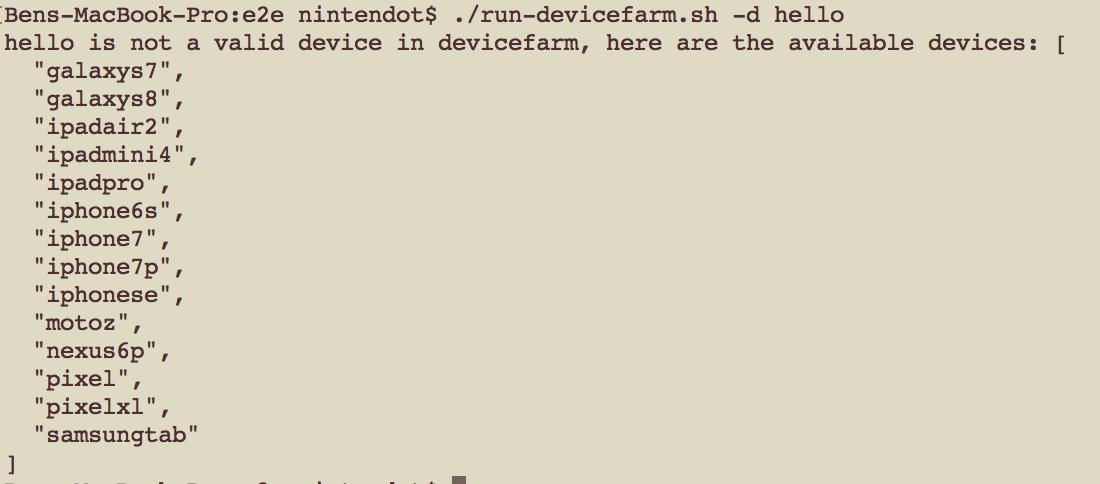 [Bens-MacBook-Pro:e2e nintendot$ ./run-devicefarm.sh -d hello
hello is not a valid device in devicefarm, here are the available devices: [
  "galaxys7",
  "galaxys8",
  "ipadair2",
  "ipadmini4",
  "ipadpro",
  "iphone6s",
  "iphone7",
  "iphone7p",
  "iphonese",
  "motoz",
  "nexus6p",
  "pixel",
  "pixelxl",
  "samsungtab"
]